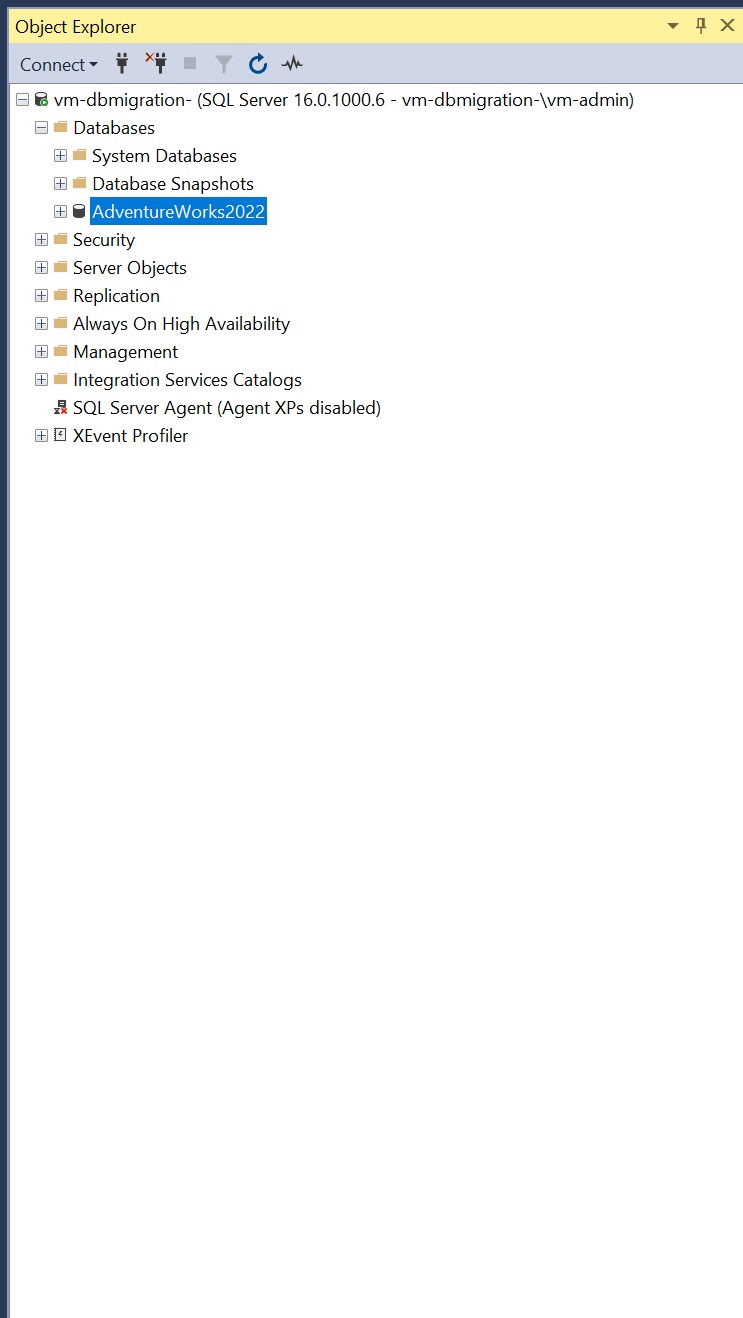 Object Explorer
Connect
vm-dbmigration- (SQL Server 16.0.1000.6 - vm-dbmigration-\vm-admin)
Databases
System Databases
Database Snapshots
AdventureWorks2022
Security
Server Objects
Replication
Always On High Availability
Management
Integration Services Catalogs
SQL Server Agent (Agent XPs disabled)
XEvent Profiler